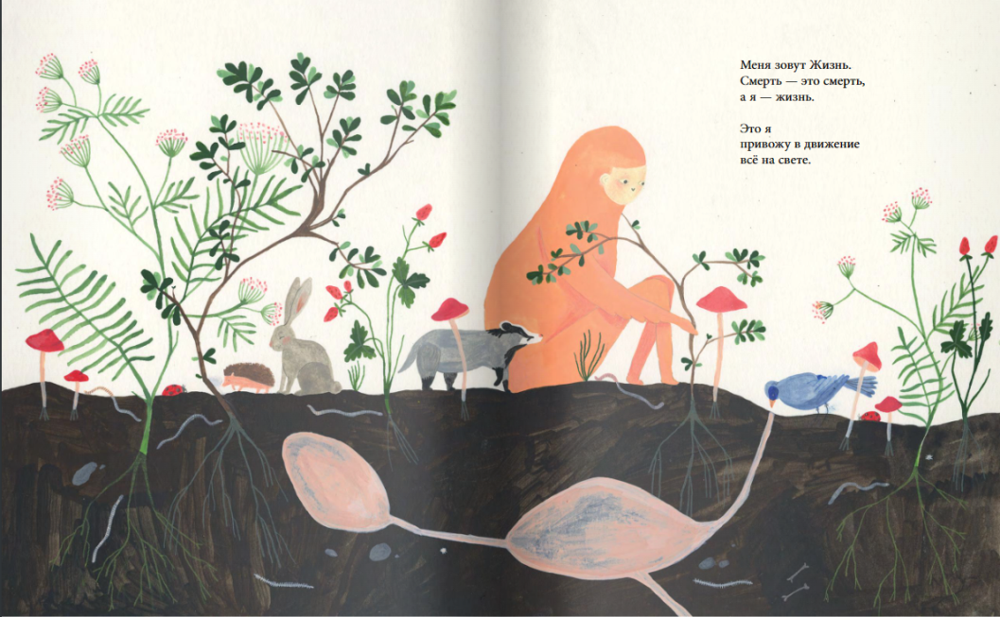 Меня зовут Жизнь.
Смерть — это смерть,
а я — жизнь.
Это я
привожу в движение
всё на свете.